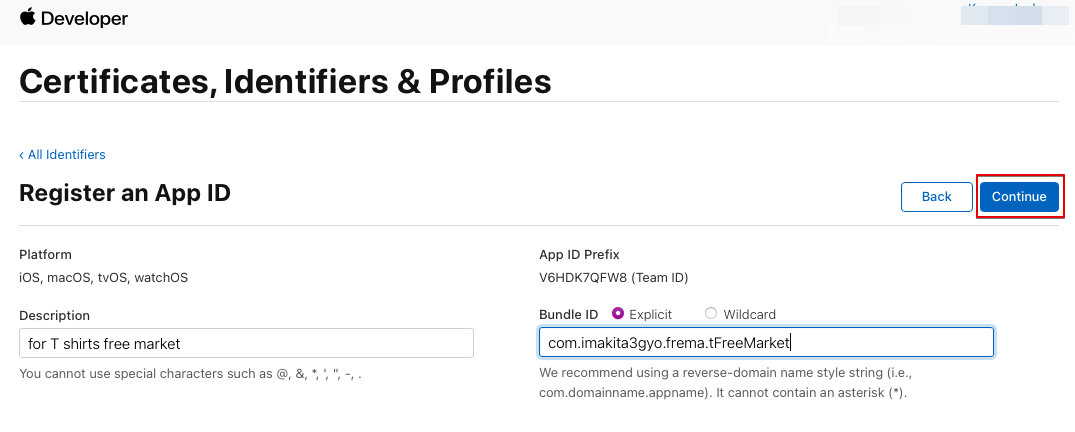 Developer
Certificates, Identifiers & Profiles
‹ All Identifiers
Register an App ID
Back
Continue
Platform
iOS, macOS, tvOS, watchOS
App ID Prefix
V6HDK7QFW8 (Team ID)
Description
for T shirts free market
You cannot use special characters such as @, &, *, ', ", -, .
Bundle ID Explicit Wildcard
com.imakita3gyo.frema.tFreeMarket
We recommend using a reverse-domain name style string (i.e.,
com.domainname.appname). It cannot contain an asterisk (*).